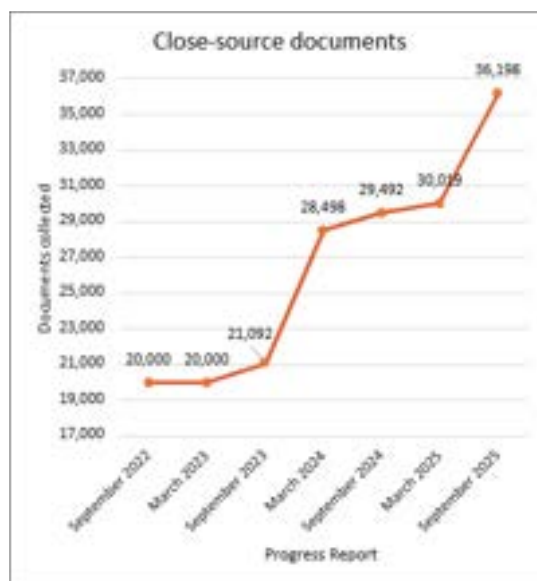 Close-source documents
37,000
35,000
33,000
31,000
29,000
27,000
25,000
23,000
21,000
19,000
17,000
Documents collected
20,000
20,000
21,092
28,498
29,492
30,019
36,198
September 2022
March 2023
September 2023
March 2024
September 2024
March 2025
September 2025
Progress Report